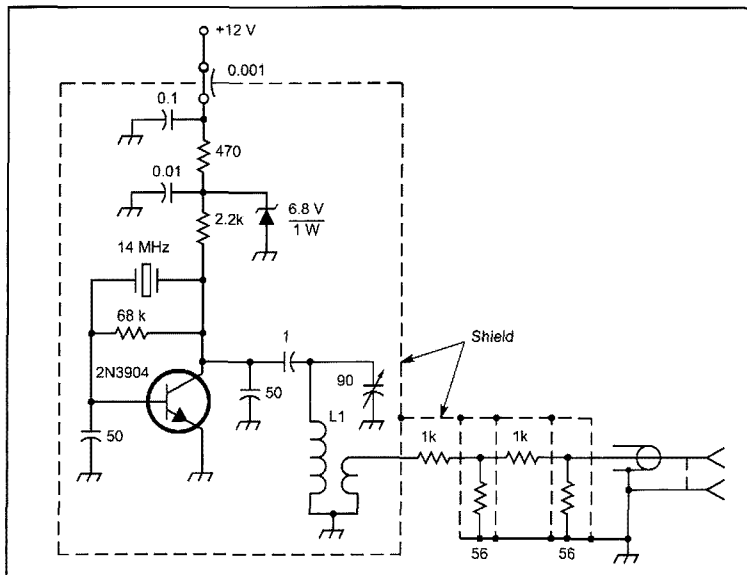 +12 V
0.001
0.1
470
0.01
2.2k
6.8 V
1 W
14 MHz
68 k
1
Shield
2N3904
50
90
50
L1
1k
1k
56
56